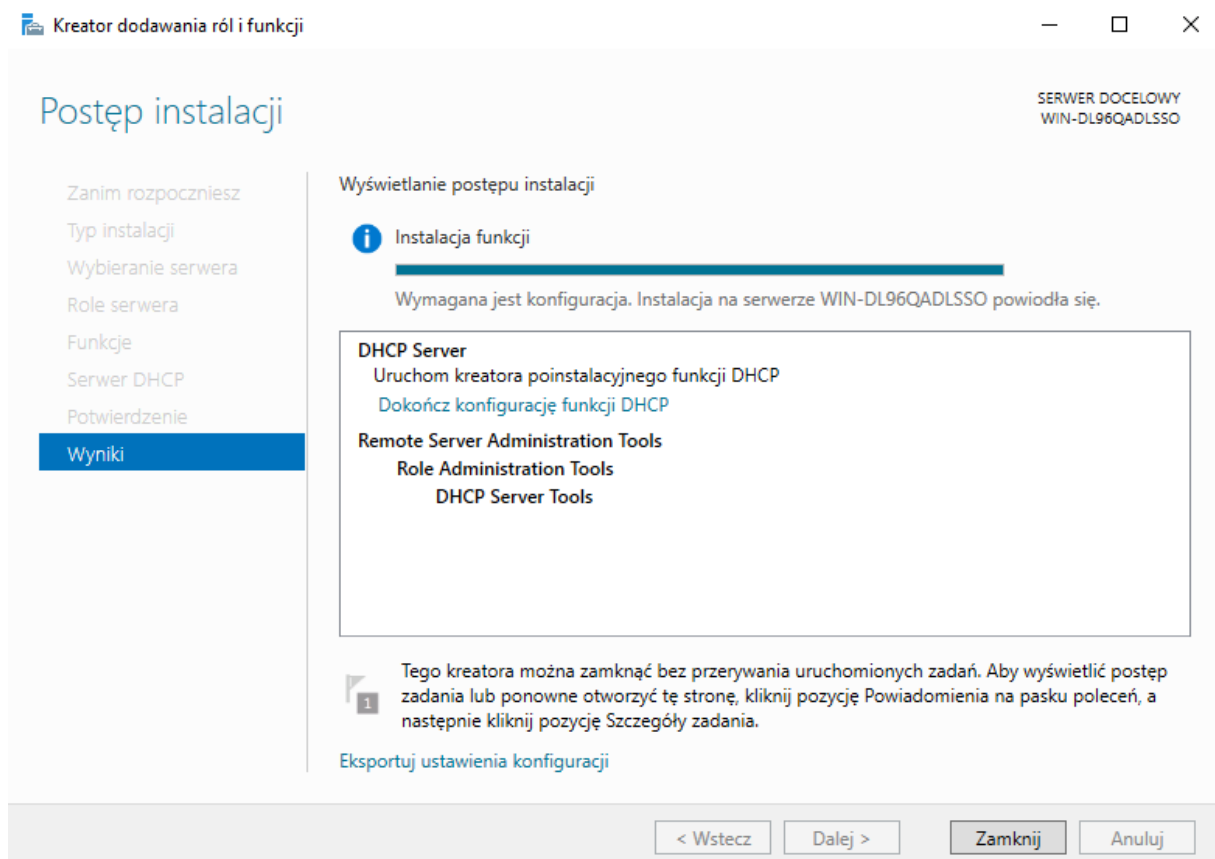 Kreator dodawania ról i funkcji
Postęp instalacji
SERWER DOCELOWY
WIN-DL96QADLSSO
Zanim rozpoczniesz
Typ instalacji
Wybieranie serwera
Role serwera
Funkcje
Serwer DHCP
Potwierdzenie
Wyniki
Wyświetlanie postępu instalacji
Instalacja funkcji
Wymagana jest konfiguracja. Instalacja na serwerze WIN-DL96QADLSSO powiodła się.
DHCP Server
Uruchom kreatora poinstalacyjnego funkcji DHCP
Dokończ konfigurację funkcji DHCP
Remote Server Administration Tools
Role Administration Tools
DHCP Server Tools
1
Tego kreatora można zamknąć bez przerywania uruchomionych zadań. Aby wyświetlić postęp
zadania lub ponowne otworzyć tę stronę, kliknij pozycję Powiadomienia na pasku poleceń, a
następnie kliknij pozycję Szczegóły zadania.
Eksportuj ustawienia konfiguracji
< Wstecz
Dalej >
Zamknij
Anuluj